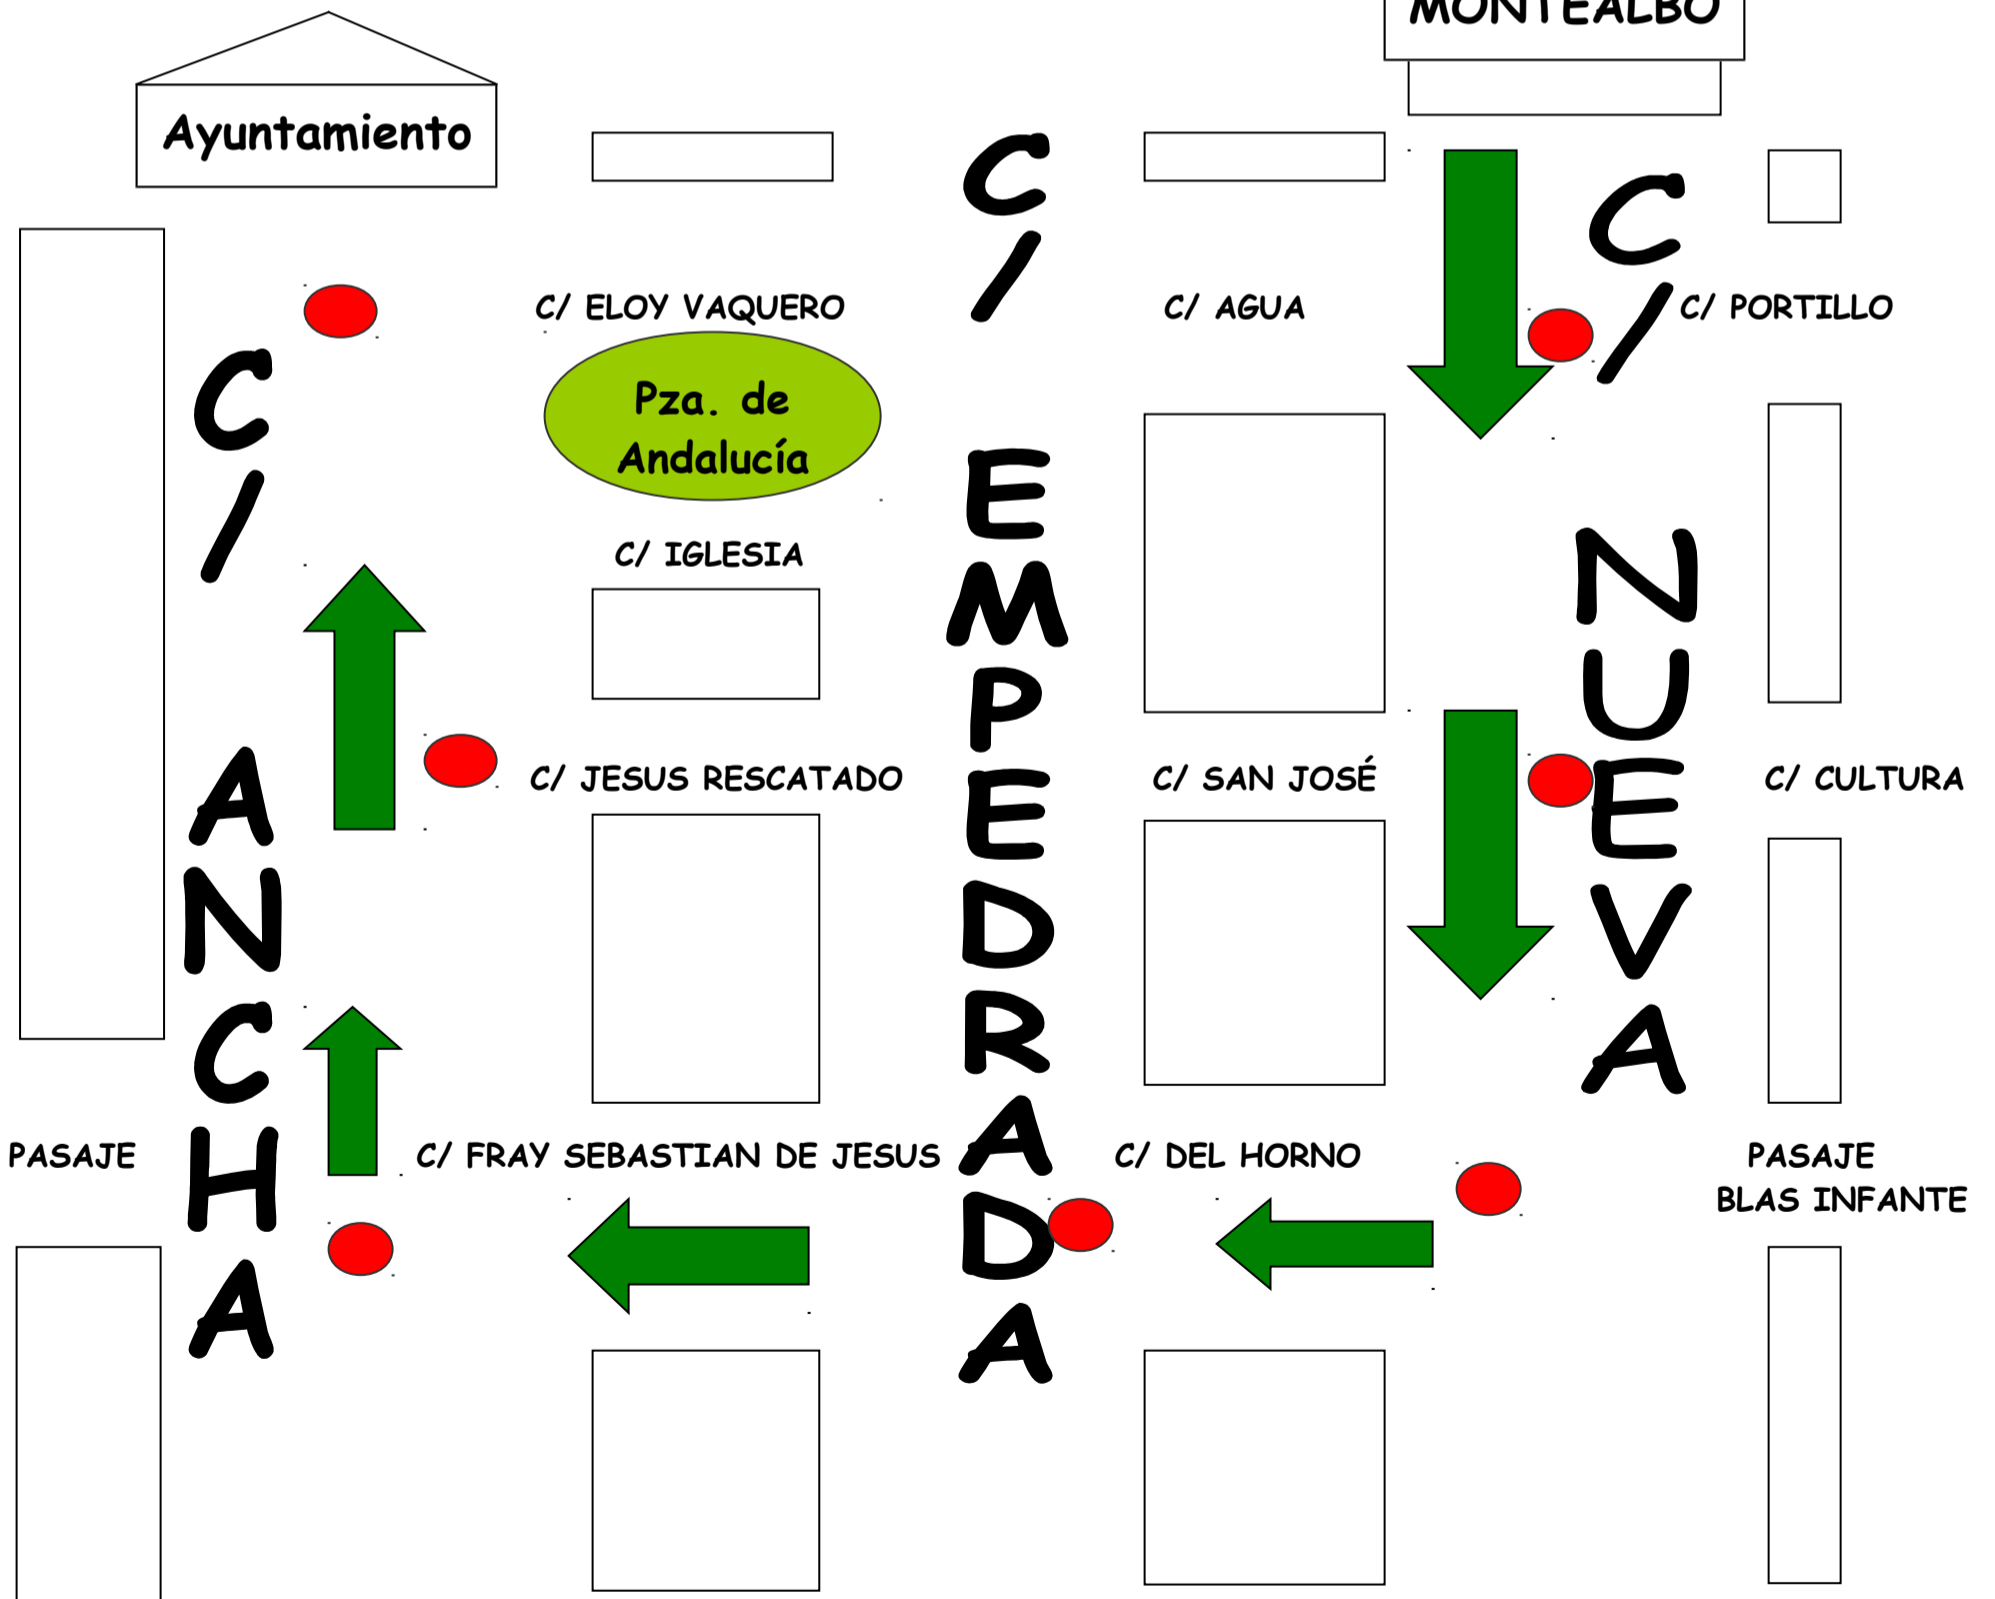 MONTEALBO
Ayuntamiento
C/ ELOY VAQUERO
C/ AGUA
C/ PORTILLO
Pza. de
Andalucía
C/ IGLESIA
C/ JESUS RESCATADO
C/ SAN JOSÉ
C/ CULTURA
PASAJE
C/ FRAY SEBASTIAN DE JESUS
C/ DEL HORNO
PASAJE
BLAS INFANTE
C/ ANCHA
C/ EMPEDRADA
C/ NUEVA